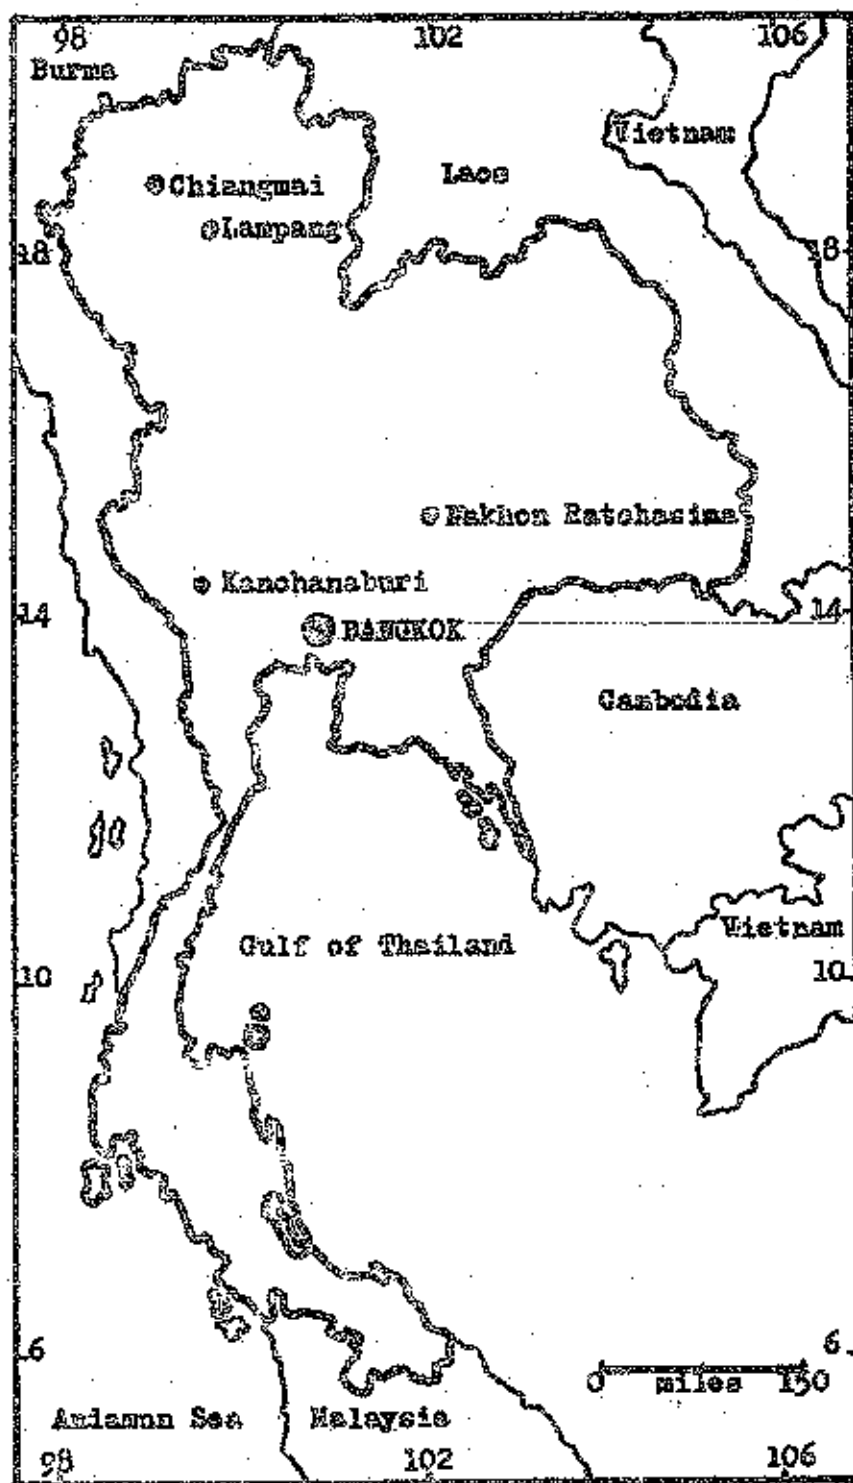 98 102 106
Burma
Vietnam
Chiangmai
Laos
Lampang
18 18
Nakhon Ratchasima
Kanchanaburi
14 14
BANGKOK
Cambodia
Gulf of Thailand
Vietnam
10 10
6 6
0 miles 150
Andaman Sea
Malaysia
98 102 106